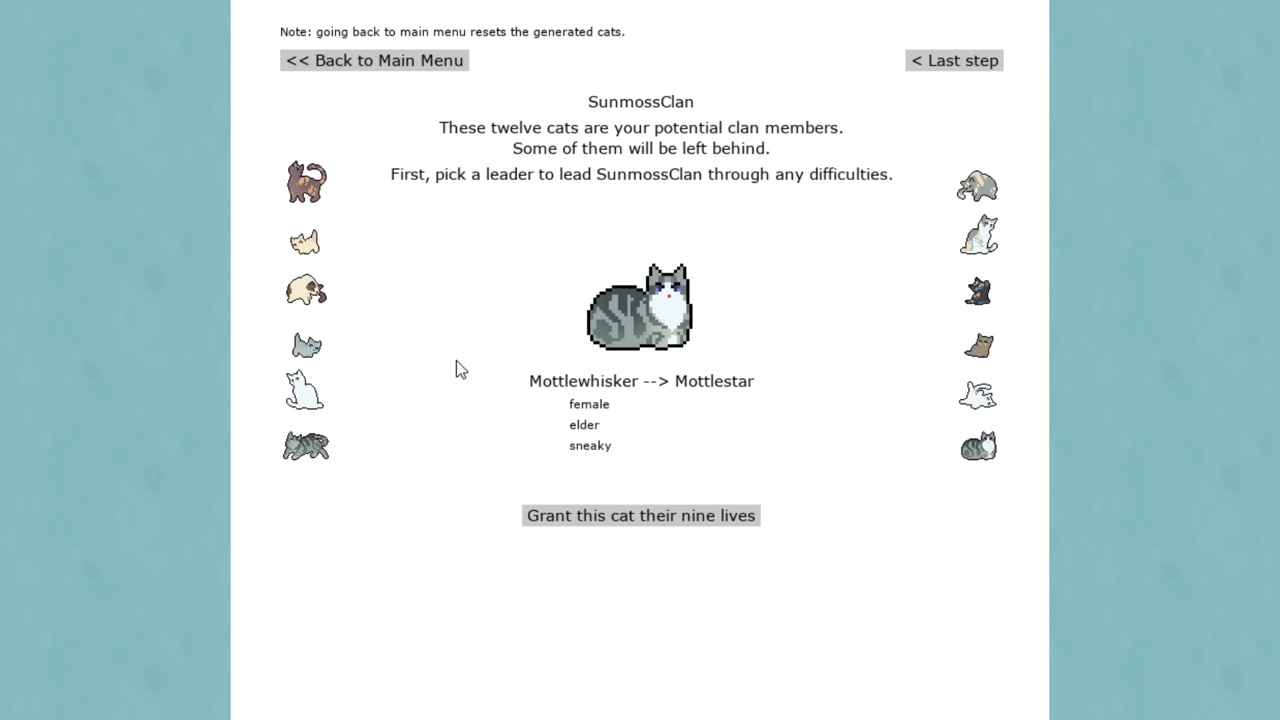 Note: going back to main menu resets the generated cats.
<< Back to Main Menu
< Last step
SunmossClan
These twelve cats are your potential clan members.
Some of them will be left behind.
First, pick a leader to lead SunmossClan through any difficulties.
Mottlewhisker --> Mottlestar
female
elder
sneaky
Grant this cat their nine lives